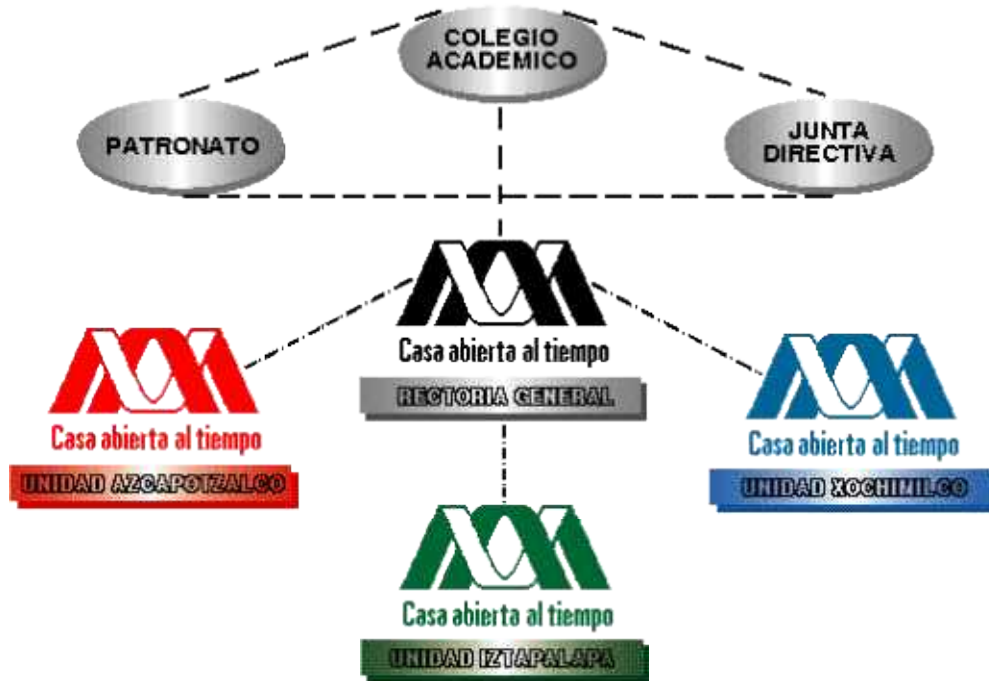 COLEGIO
ACADEMICO
PATRONATO
JUNTA
DIRECTIVA
Casa abierta al tiempo
RECTORIA GENERAL
Casa abierta al tiempo
UNIDAD AZCAPOTZALCO
Casa abierta al tiempo
UNIDAD XOCHIMILCO
Casa abierta al tiempo
UNIDAD IZTAPALAPA